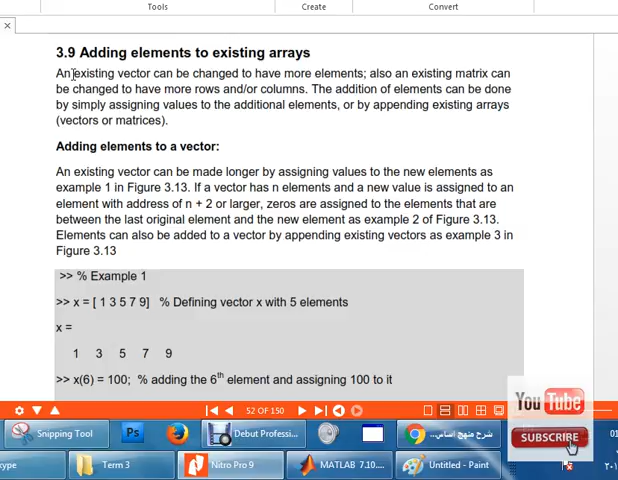 Tools Create Convert
3.9 Adding elements to existing arrays
An existing vector can be changed to have more elements; also an existing matrix can
be changed to have more rows and/or columns. The addition of elements can be done
by simply assigning values to the additional elements, or by appending existing arrays
(vectors or matrices).
Adding elements to a vector:
An existing vector can be made longer by assigning values to the new elements as
example 1 in Figure 3.13. If a vector has n elements and a new value is assigned to an
element with address of n + 2 or larger, zeros are assigned to the elements that are
between the last original element and the new element as example 2 of Figure 3.13.
Elements can also be added to a vector by appending existing vectors as example 3 in
Figure 3.13
>> % Example 1
>> x = [ 1 3 5 7 9] % Defining vector x with 5 elements
x =
1 3 5 7 9
>> x(6) = 100; % adding the 6th element and assigning 100 to it
You Tube
SUBSCRIBE
52 OF 150
Snipping Tool Ps Debut Professi... شرح منهج اساس...
kype Term 3 Nitro Pro 9 MATLAB 7.10.... Untitled - Paint